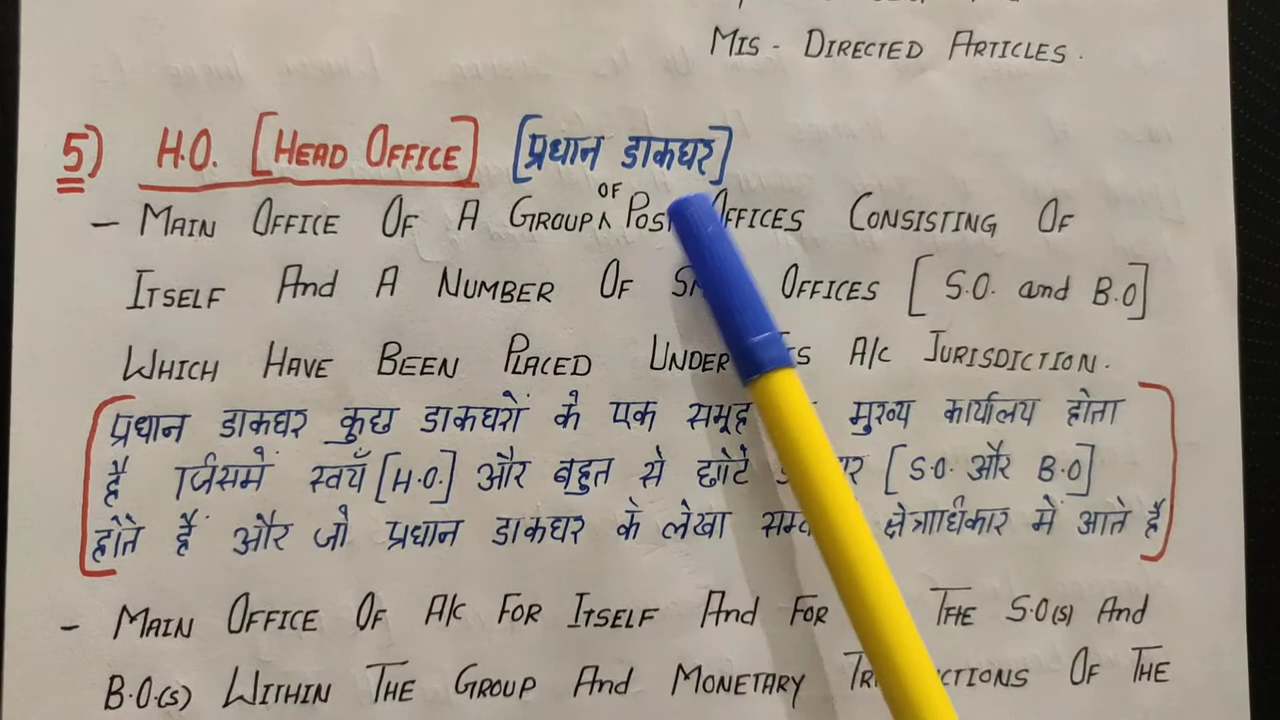 MIS - DIRECTED ARTICLES.
5) H.O. [HEAD OFFICE] [प्रधान डाकघर]
- MAIN OFFICE OF A GROUP OF POST OFFICES CONSISTING OF
ITSELF And A NUMBER OF OFFICES [S.O. and B.O]
WHICH HAVE BEEN PLACED UNDER ITS A/C JURISDICTION.
[प्रधान डाकघर कुछ डाकघरों के एक समूह मुख्य कार्यालय होता
है जिसमें स्वयँ [H.O.] और बहुत से छोटे [S.O. और B.O]
होते हैं और जो प्रधान डाकघर के लेखा क्षेत्राधिकार में आते है]
- MAIN OFFICE OF A/C FOR ITSELF And FOR THE S.O(S) And
B.O.(S) WITHIN THE GROUP And MONETARY TRANSACTIONS OF THE